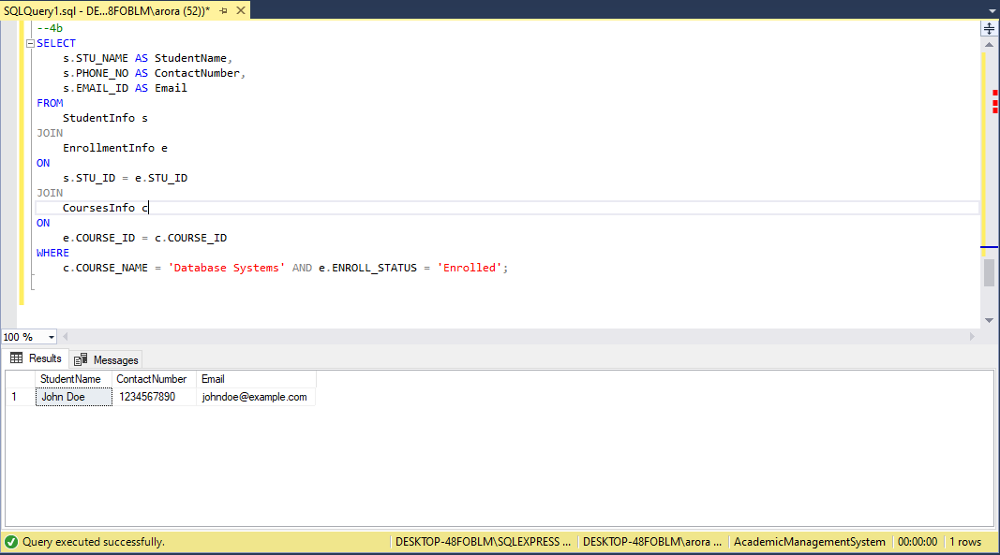 SQLQuery1.sql - DE...8FOBLM\arora (52))*
--4b
SELECT
s.STU_NAME AS StudentName,
s.PHONE_NO AS ContactNumber,
s.EMAIL_ID AS Email
FROM
StudentInfo s
JOIN
EnrollmentInfo e
ON
s.STU_ID = e.STU_ID
JOIN
CoursesInfo c
ON
e.COURSE_ID = c.COURSE_ID
WHERE
c.COURSE_NAME = 'Database Systems' AND e.ENROLL_STATUS = 'Enrolled';
100 %
Results Messages
StudentName ContactNumber Email
1 John Doe 1234567890 johndoe@example.com
Query executed successfully. DESKTOP-48FOBLM\SQLEXPRESS ... DESKTOP-48FOBLM\arora ... AcademicManagementSystem 00:00:00 1 rows